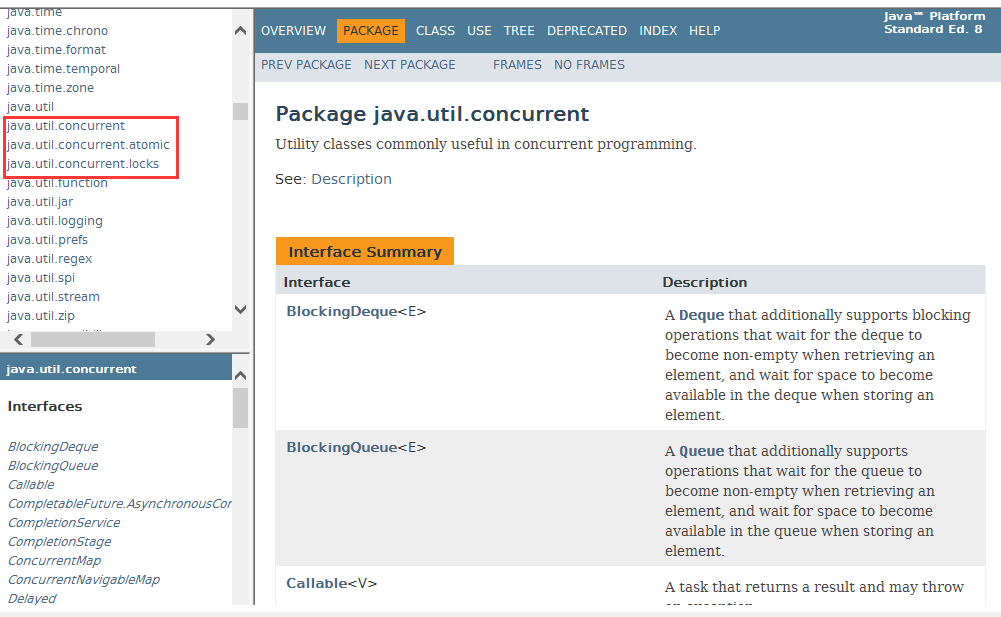 java.time
java.time.chrono
java.time.format
java.time.temporal
java.time.zone
java.util
java.util.concurrent
java.util.concurrent.atomic
java.util.concurrent.locks
java.util.function
java.util.jar
java.util.logging
java.util.prefs
java.util.regex
java.util.spi
java.util.stream
java.util.zip
java.util.concurrent
Interfaces
BlockingDeque
BlockingQueue
Callable
CompletableFuture.AsynchronousCor
CompletionService
CompletionStage
ConcurrentMap
ConcurrentNavigableMap
Delayed
OVERVIEW PACKAGE CLASS USE TREE DEPRECATED INDEX HELP
Java™ Platform
Standard Ed. 8
PREV PACKAGE NEXT PACKAGE FRAMES NO FRAMES
Package java.util.concurrent
Utility classes commonly useful in concurrent programming.
See: Description
Interface Summary
Interface Description
BlockingDeque<E>
A Deque that additionally supports blocking
operations that wait for the deque to
become non-empty when retrieving an
element, and wait for space to become
available in the deque when storing an
element.
BlockingQueue<E>
A Queue that additionally supports
operations that wait for the queue to
become non-empty when retrieving an
element, and wait for space to become
available in the queue when storing an
element.
Callable<V>
A task that returns a result and may throw